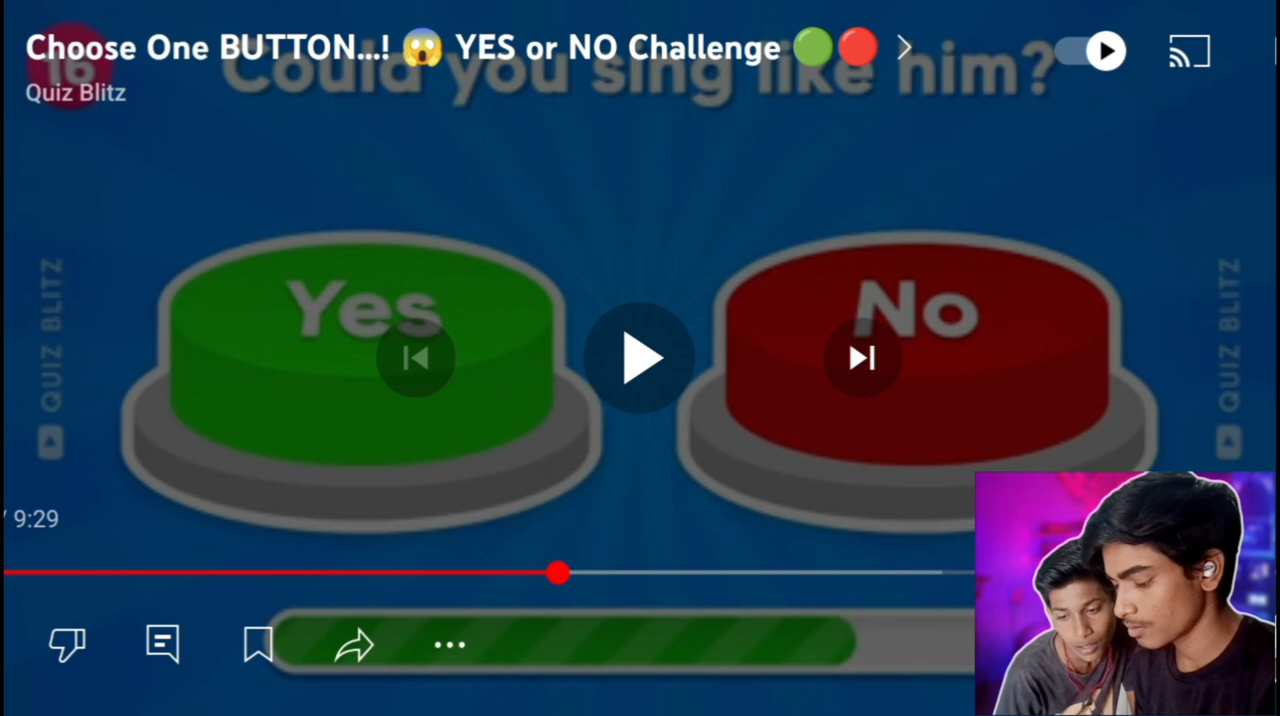 Choose One BUTTON...! 😱 YES or NO Challenge 🟢🔴
Quiz Blitz
16
Could you sing like him?
Yes
No
QUIZ BLITZ
QUIZ BLITZ
/ 9:29